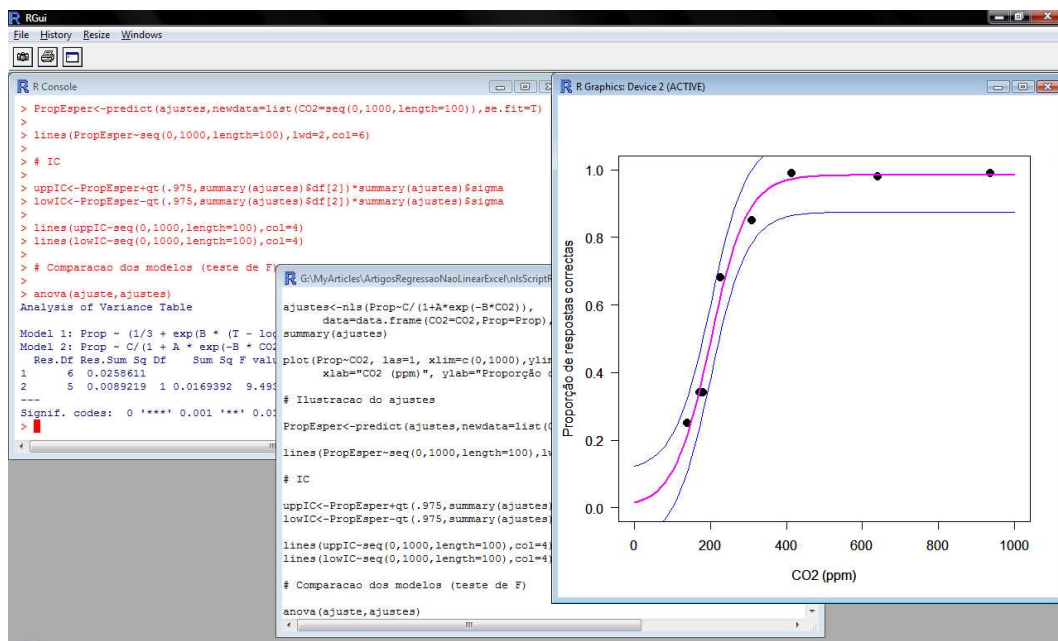 RGui
File History Resize Windows
R Console
> PropEsper<-predict(ajustes,newdata=list(CO2=seq(0,1000,length=100)),se.fit=T)
>
> lines(PropEsper~seq(0,1000,length=100),lwd=2,col=6)
>
> # IC
>
> uppIC<-PropEsper+qt(.975,summary(ajustes)$df[2])*summary(ajustes)$sigma
> lowIC<-PropEsper-qt(.975,summary(ajustes)$df[2])*summary(ajustes)$sigma
>
> lines(uppIC~seq(0,1000,length=100),col=4)
> lines(lowIC~seq(0,1000,length=100),col=4)
>
> # Comparacao dos modelos (teste de F)
>
> anova(ajuste,ajustes)
Analysis of Variance Table
Model 1: Prop ~ (1/3 + exp(B * (T - log
Model 2: Prop ~ C/(1 + A * exp(-B * CO2
Res.Df Res.Sum Sq Df Sum Sq F valu
1 6 0.0258611
2 5 0.0089219 1 0.0169392 9.493
---
Signif. codes: 0 '***' 0.001 '**' 0.01
>
G:\MyArticles\ArtigosRegressaoNaoLinearExcel\nlsScriptR
ajustes<-nls(Prop~C/(1+A*exp(-B*CO2)),
data=data.frame(CO2=CO2,Prop=Prop),
summary(ajustes)
plot(Prop~CO2, las=1, xlim=c(0,1000),ylim
xlab="CO2 (ppm)", ylab="Proporção
# Ilustracao do ajustes
PropEsper<-predict(ajustes,newdata=list(
lines(PropEsper~seq(0,1000,length=100),lw
# IC
uppIC<-PropEsper+qt(.975,summary(ajustes)
lowIC<-PropEsper-qt(.975,summary(ajustes)
lines(uppIC~seq(0,1000,length=100),col=4)
lines(lowIC~seq(0,1000,length=100),col=4)
# Comparacao dos modelos (teste de F)
anova(ajuste,ajustes)
R Graphics: Device 2 (ACTIVE)
Proporção de respostas correctas
1.0
0.8
0.6
0.4
0.2
0.0
0 200 400 600 800 1000
CO2 (ppm)